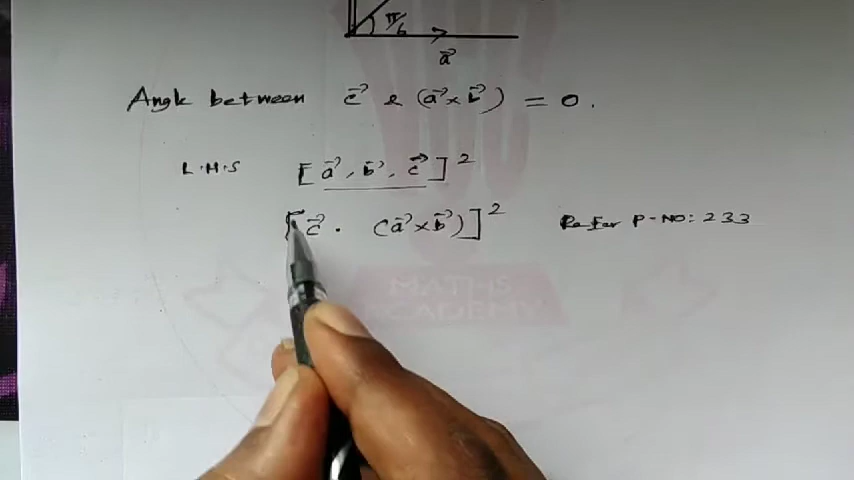 π/6
a⃗
Angle between c⃗ & (a⃗ × b⃗) = 0.
L.H.S [a⃗, b⃗, c⃗]²
[c⃗ · (a⃗ × b⃗)]² Refer P-NO: 233
MATHS
ACADEMY